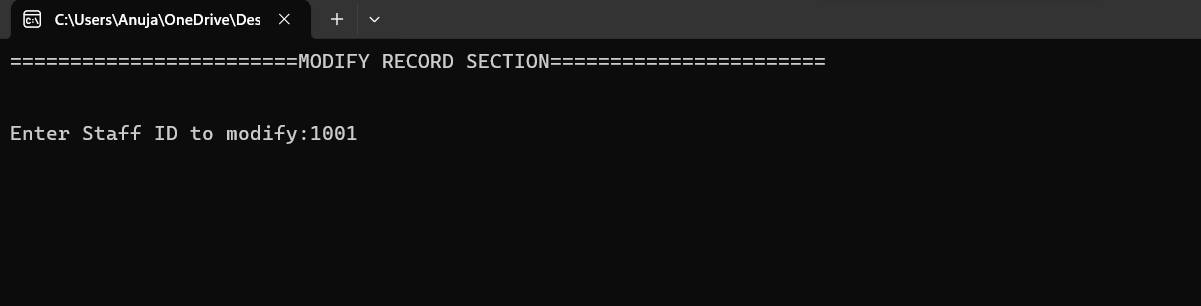 C:\Users\Anuja\OneDrive\Des
========================MODIFY RECORD SECTION=======================
Enter Staff ID to modify:1001